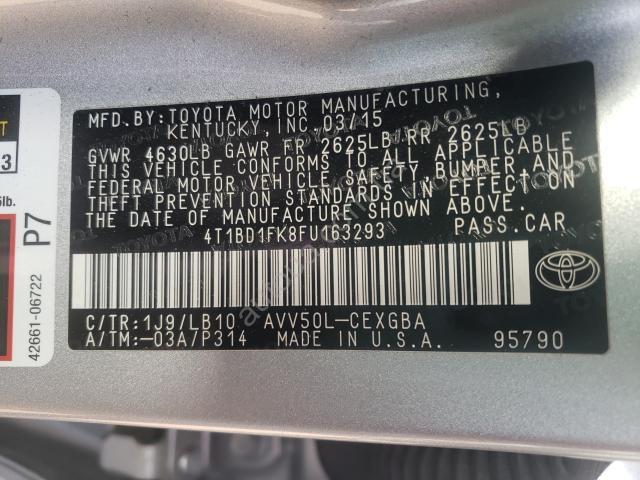 MFD.BY:TOYOTA MOTOR MANUFACTURING,
KENTUCKY, INC. 03/15
GVWR 4630LB GAWR FR 2625LB RR 2625LB
THIS VEHICLE CONFORMS TO ALL APPLICABLE
FEDERAL MOTOR VEHICLE SAFETY, BUMPER, AND
THEFT PREVENTION STANDARDS IN EFFECT ON
THE DATE OF MANUFACTURE SHOWN ABOVE.
4T1BD1FK8FU163293 PASS.CAR
C/TR:1J9/LB10 AVV50L-CEXGBA
A/TM:-03A/P314 MADE IN U.S.A. 95790
TOYOTA
3
5lb.
P7
42661-06722